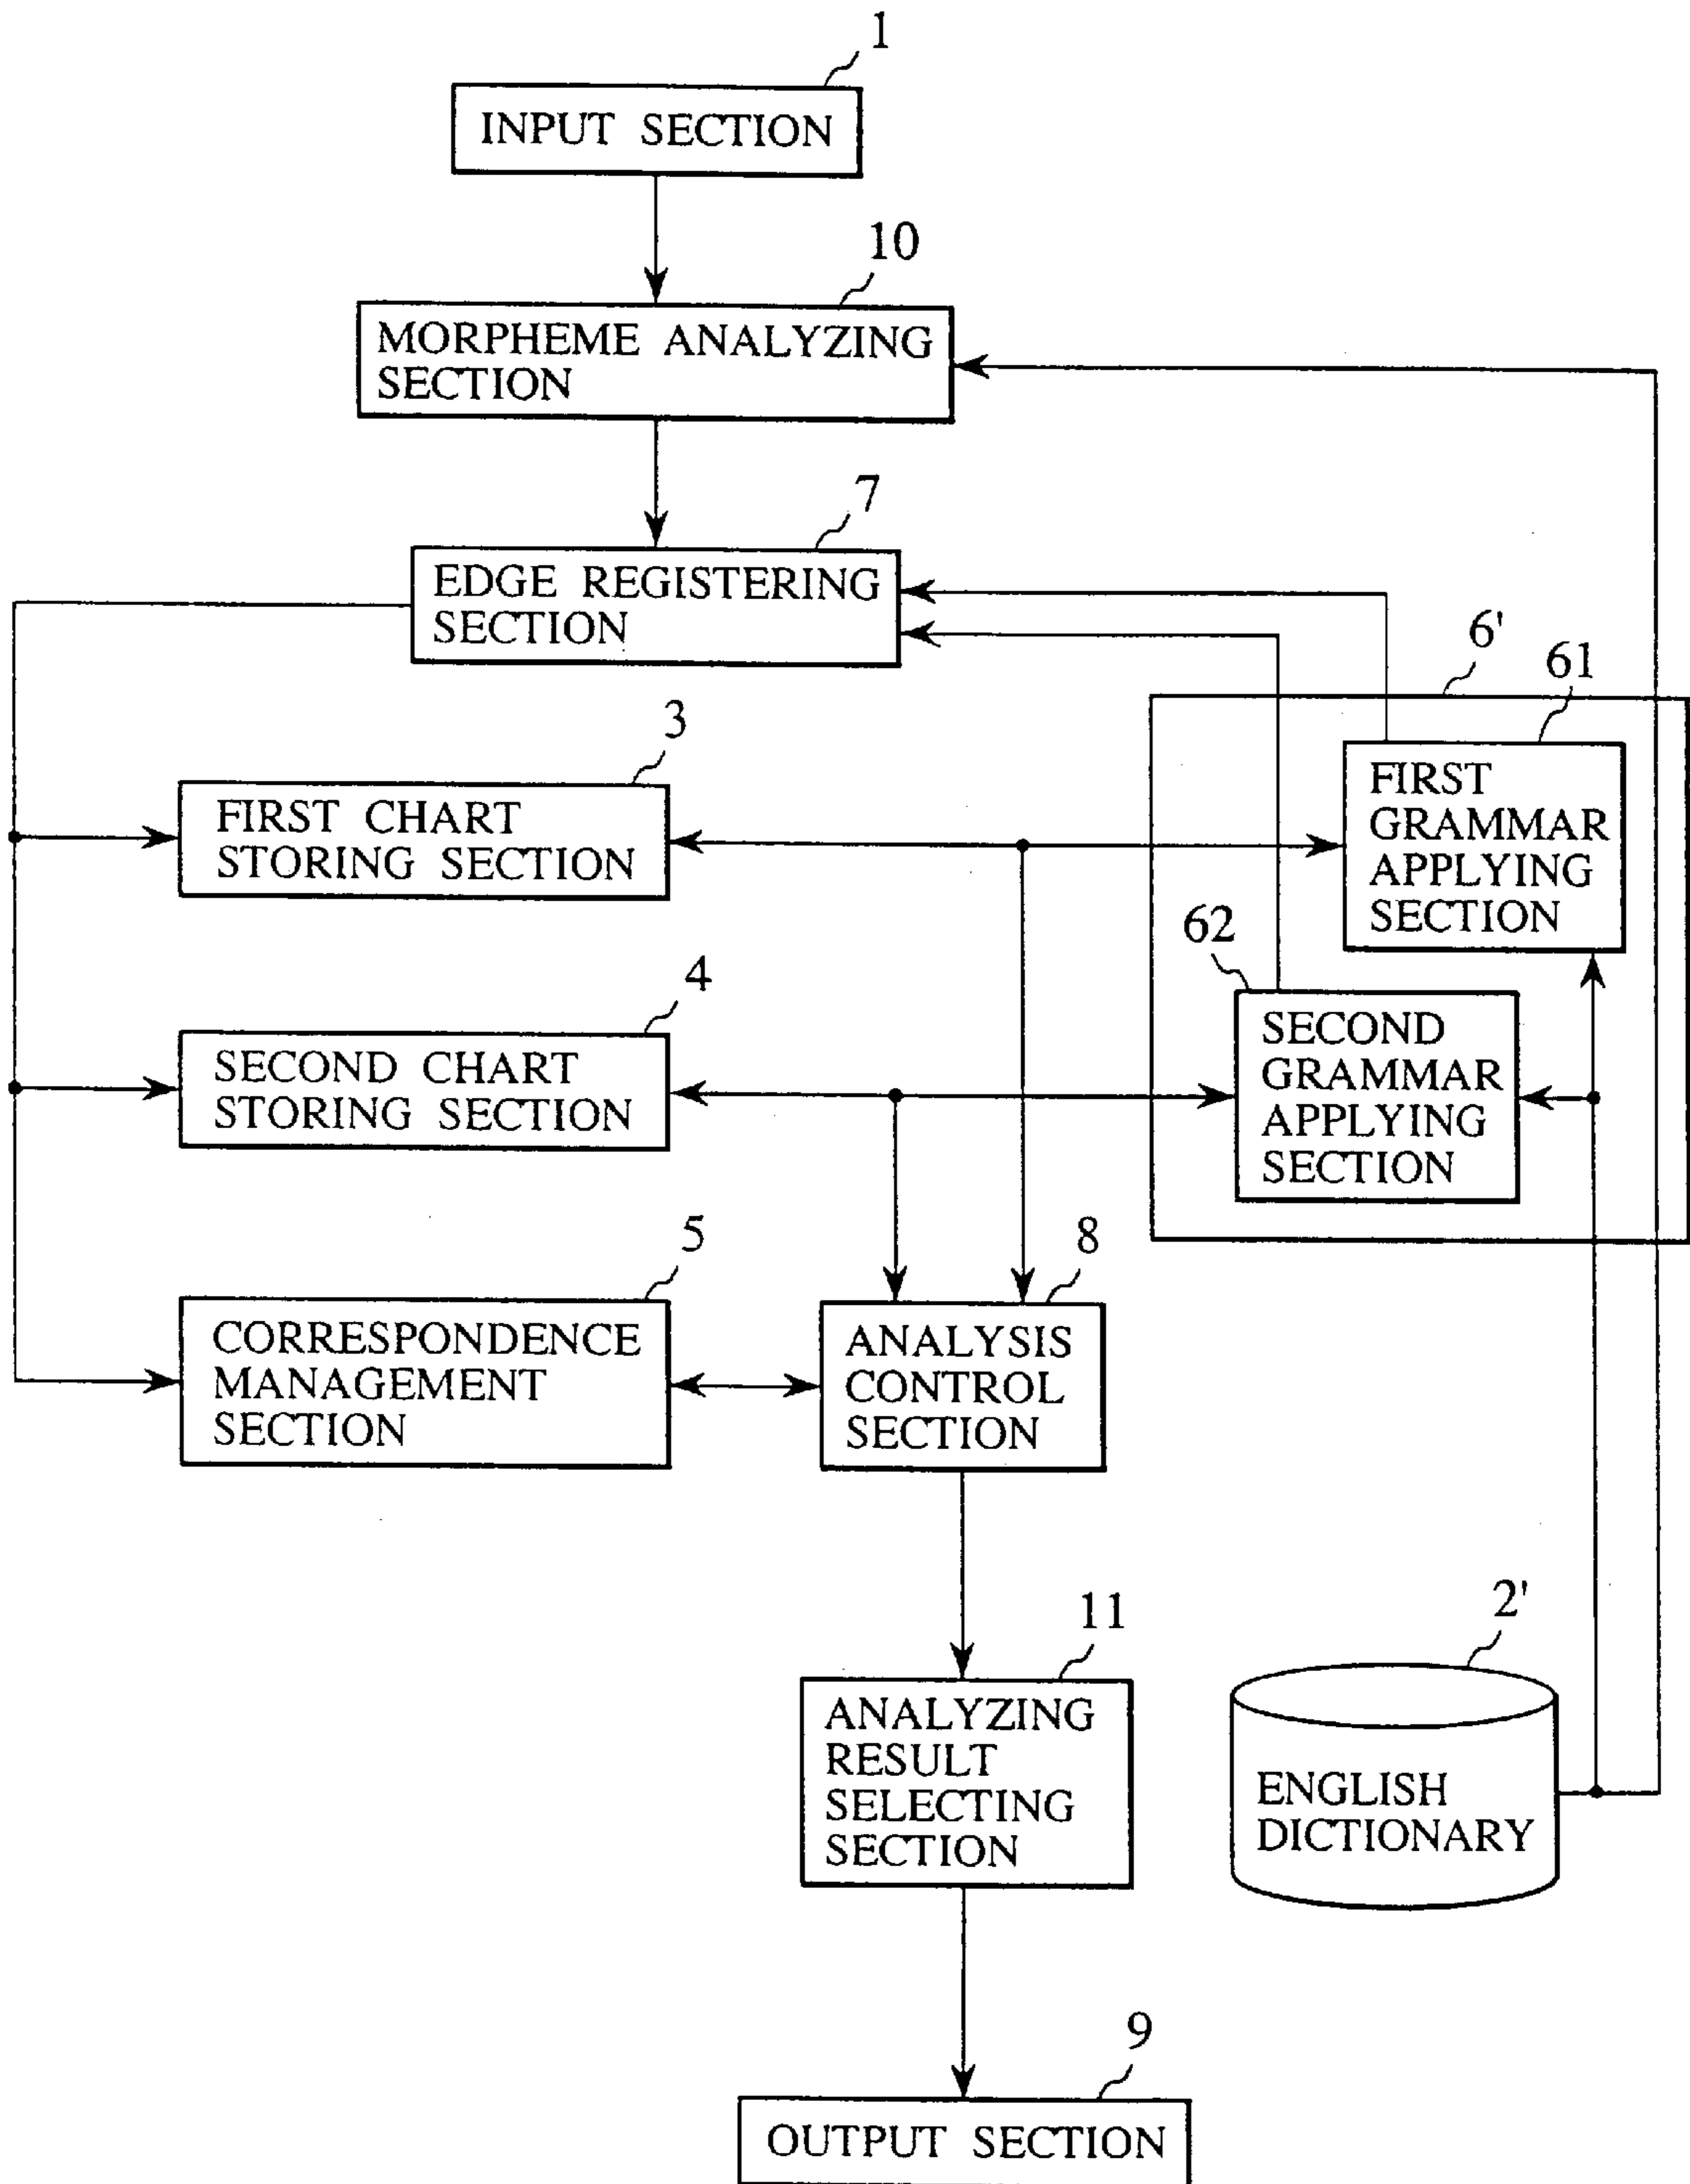 1
INPUT SECTION
10
MORPHEME ANALYZING
SECTION
7
EDGE REGISTERING
SECTION
6'
61
FIRST
GRAMMAR
APPLYING
SECTION
3
FIRST CHART
STORING SECTION
62
SECOND
GRAMMAR
APPLYING
SECTION
4
SECOND CHART
STORING SECTION
5
CORRESPONDENCE
MANAGEMENT
SECTION
8
ANALYSIS
CONTROL
SECTION
11
ANALYZING
RESULT
SELECTING
SECTION
2'
ENGLISH
DICTIONARY
9
OUTPUT SECTION